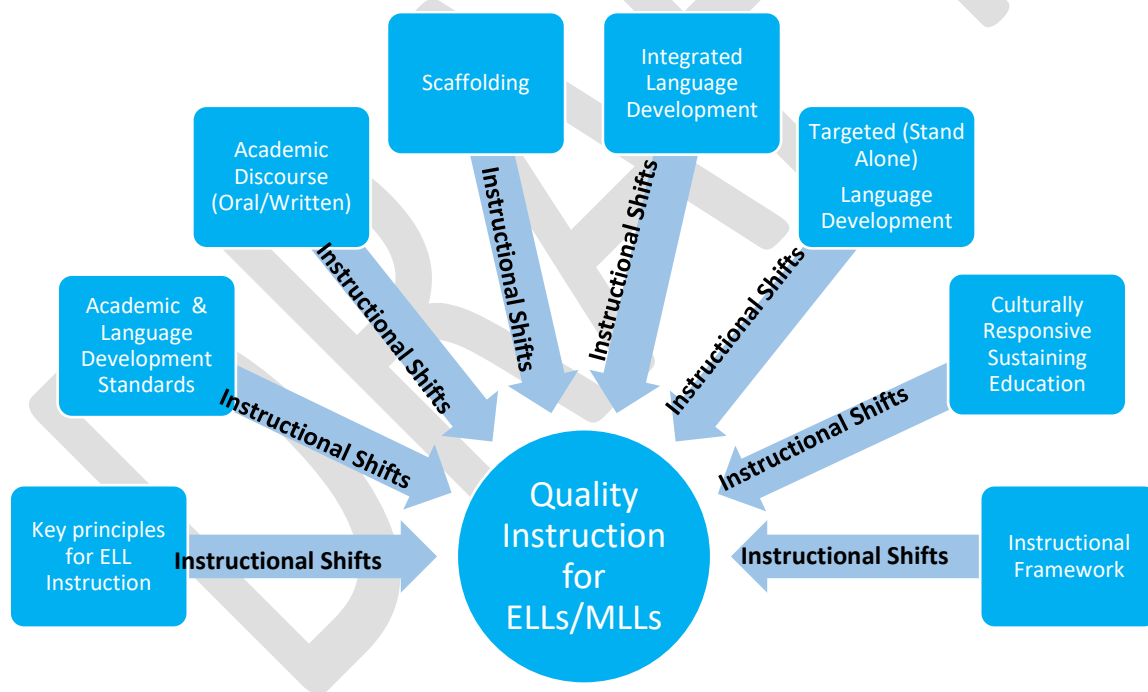 Scaffolding
Integrated
Language
Development
Academic
Discourse
(Oral/Written)
Targeted (Stand
Alone)
Language
Development
Academic & 
Language
Development
Standards
Culturally
Responsive
Sustaining
Education
Key principles
for ELL
Instruction
Instructional
Framework
Instructional Shifts
Instructional Shifts
Instructional Shifts
Instructional Shifts
Instructional Shifts
Instructional Shifts
Instructional Shifts
Instructional Shifts
Quality
Instruction
for
ELLs/MLLs
DRAFT